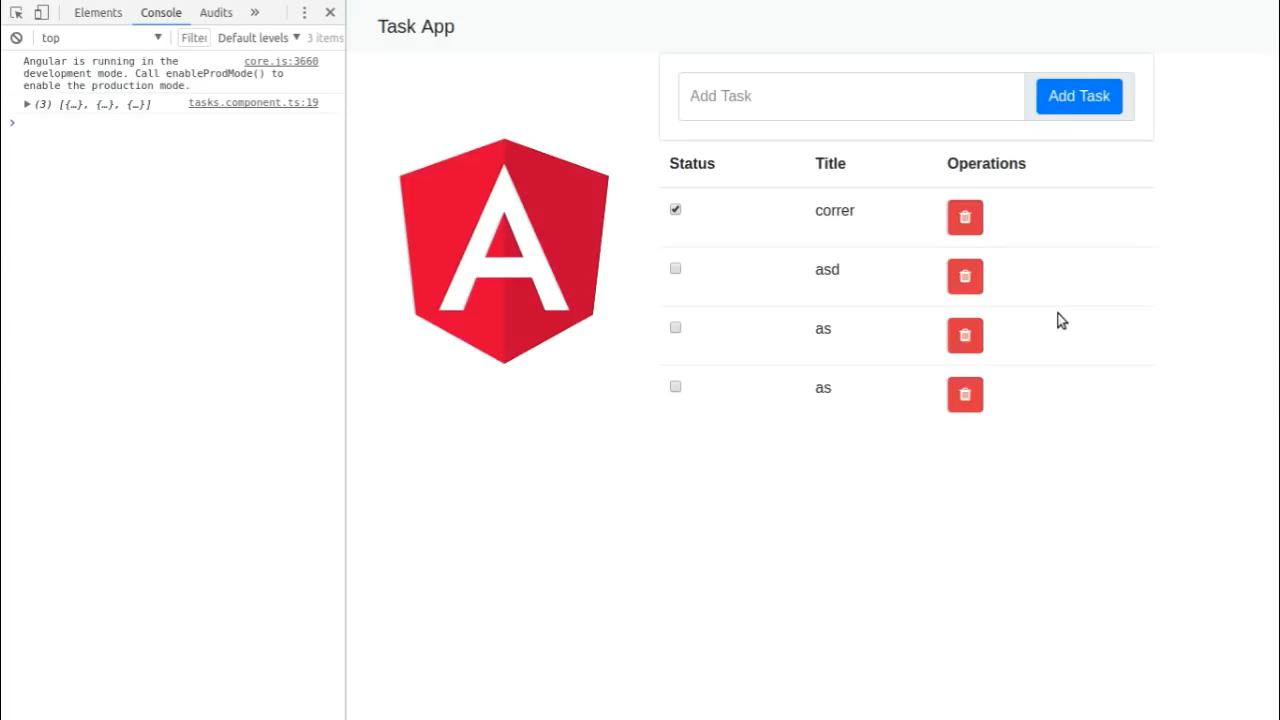 Elements Console Audits »
top Filter Default levels 3 items
Angular is running in the core.js:3660
development mode. Call enableProdMode() to
enable the production mode.
(3) [{…}, {…}, {…}] tasks.component.ts:19
Task App
Add Task Add Task
Status Title Operations
correr
asd
as
as